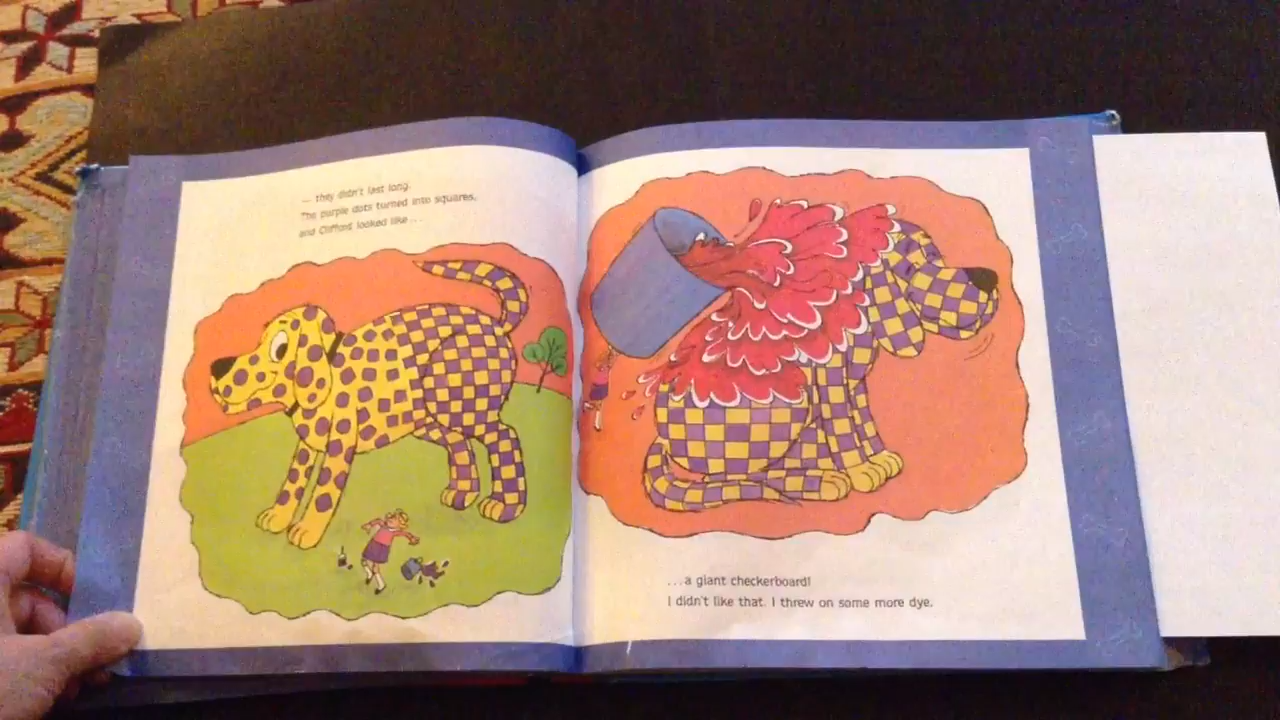 ... they didn't last long.
The purple dots turned into squares,
and Clifford looked like ...
...a giant checkerboard!
I didn't like that. I threw on some more dye.